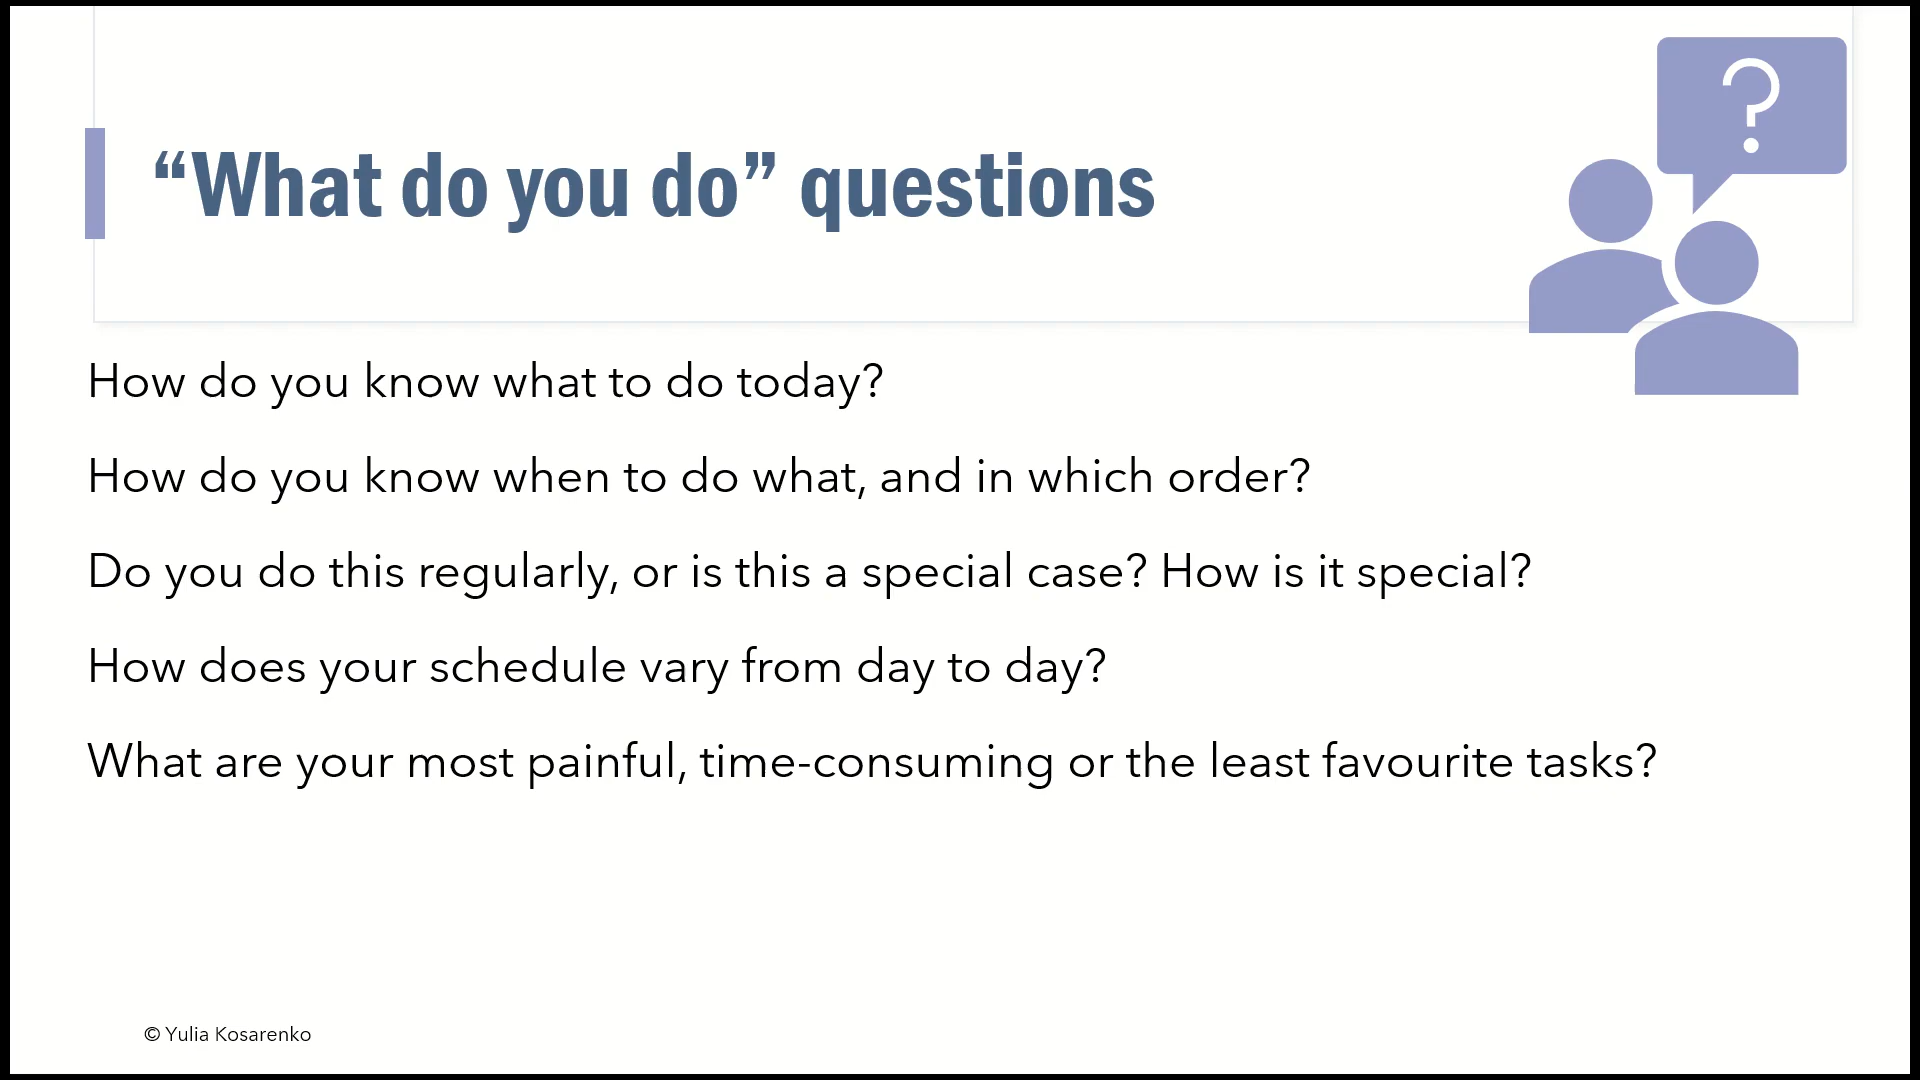 ?
“What do you do” questions
How do you know what to do today?
How do you know when to do what, and in which order?
Do you do this regularly, or is this a special case? How is it special?
How does your schedule vary from day to day?
What are your most painful, time-consuming or the least favourite tasks?
© Yulia Kosarenko